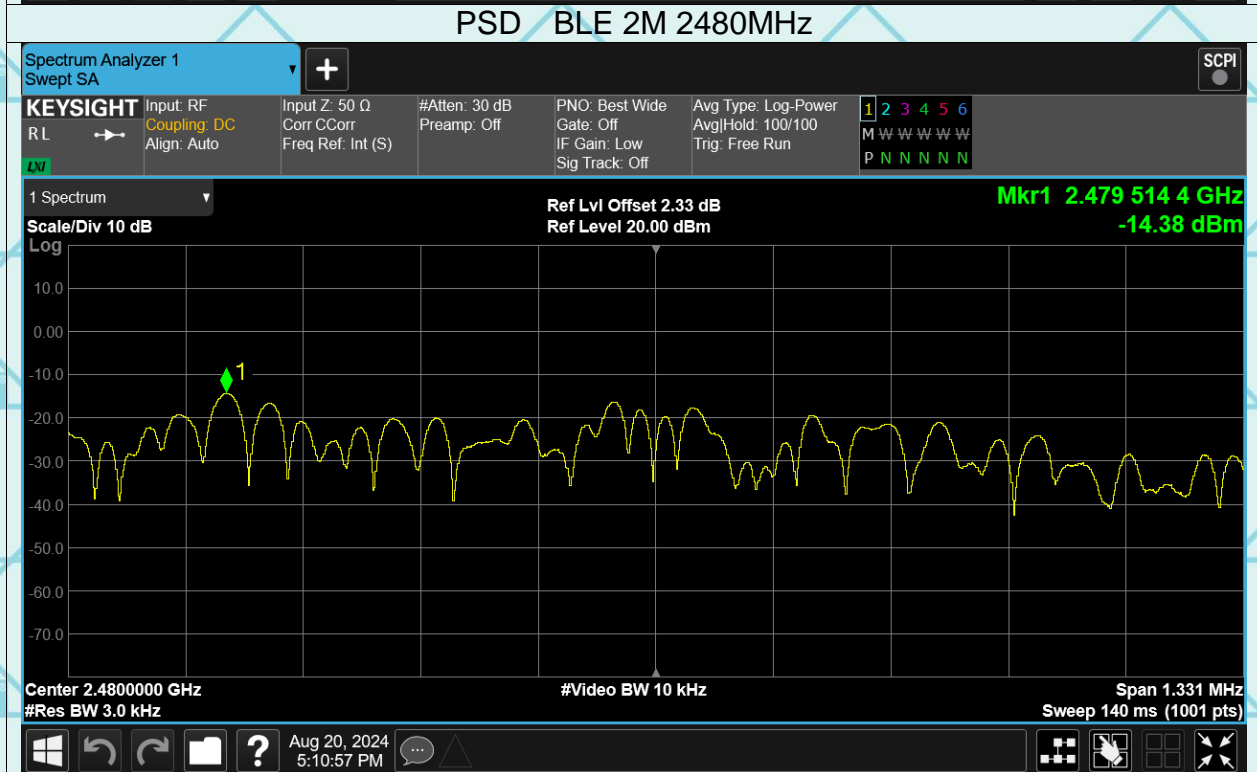 PSD BLE 2M 2480MHz
Spectrum Analyzer 1
Swept SA
+
SCPI
KEYSIGHT
R L
LXI
Input: RF
Coupling: DC
Align: Auto
Input Z: 50 Ω
Corr CCorr
Freq Ref: Int (S)
#Atten: 30 dB
Preamp: Off
PNO: Best Wide
Gate: Off
IF Gain: Low
Sig Track: Off
Avg Type: Log-Power
Avg|Hold: 100/100
Trig: Free Run
1 2 3 4 5 6
M W W W W W
P N N N N N
1 Spectrum
Scale/Div 10 dB
Ref Lvl Offset 2.33 dB
Ref Level 20.00 dBm
Mkr1 2.479 514 4 GHz
-14.38 dBm
Log
10.0
0.00
-10.0
-20.0
-30.0
-40.0
-50.0
-60.0
-70.0
1
Center 2.4800000 GHz
#Res BW 3.0 kHz
#Video BW 10 kHz
Span 1.331 MHz
Sweep 140 ms (1001 pts)
?
Aug 20, 2024
5:10:57 PM